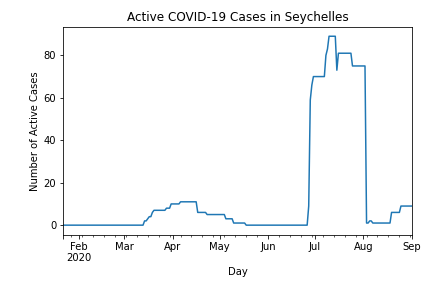 Active COVID-19 Cases in Seychelles
Number of Active Cases
80
60
40
20
0
Feb Mar Apr May Jun Jul Aug Sep
2020
Day